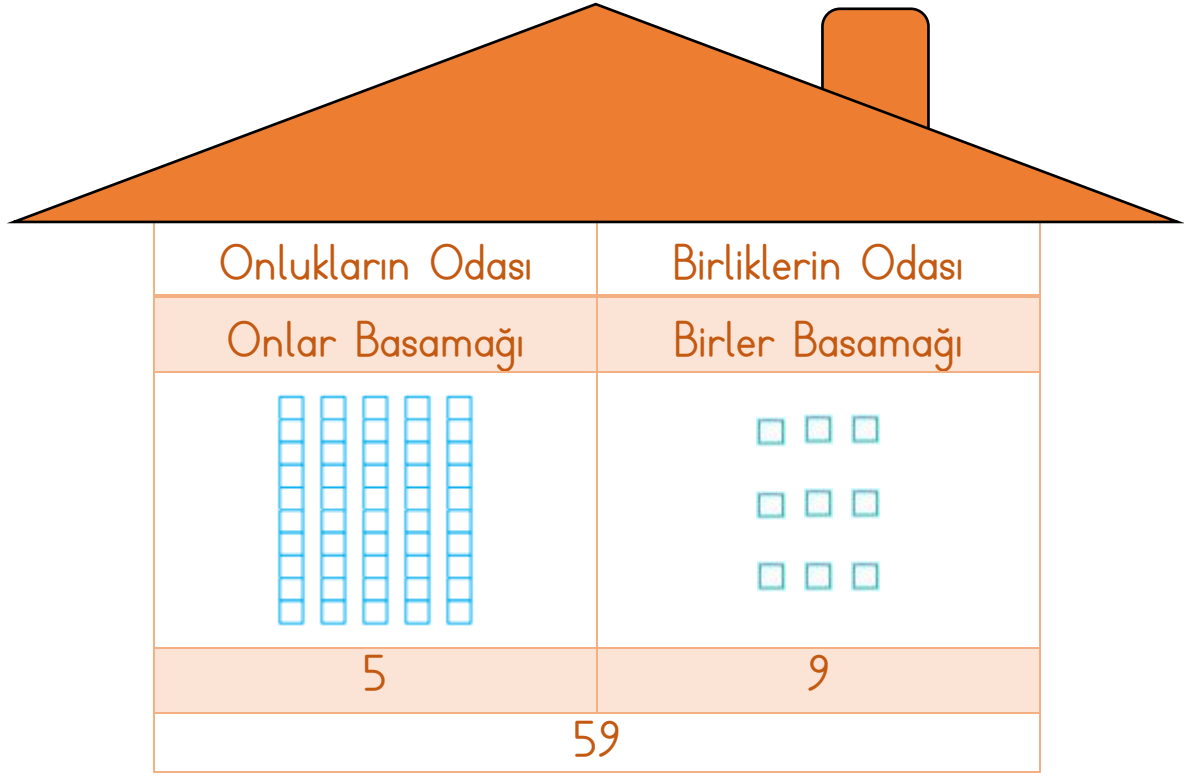 Onlukların Odası Birliklerin Odası
Onlar Basamağı Birler Basamağı
5 9
59